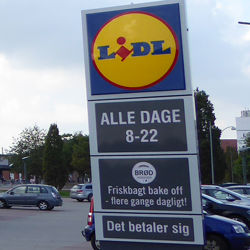 LIDL
ALLE DAGE
8-22
BRØD
Friskbagt bake off
- flere gange dagligt!
Det betaler sig